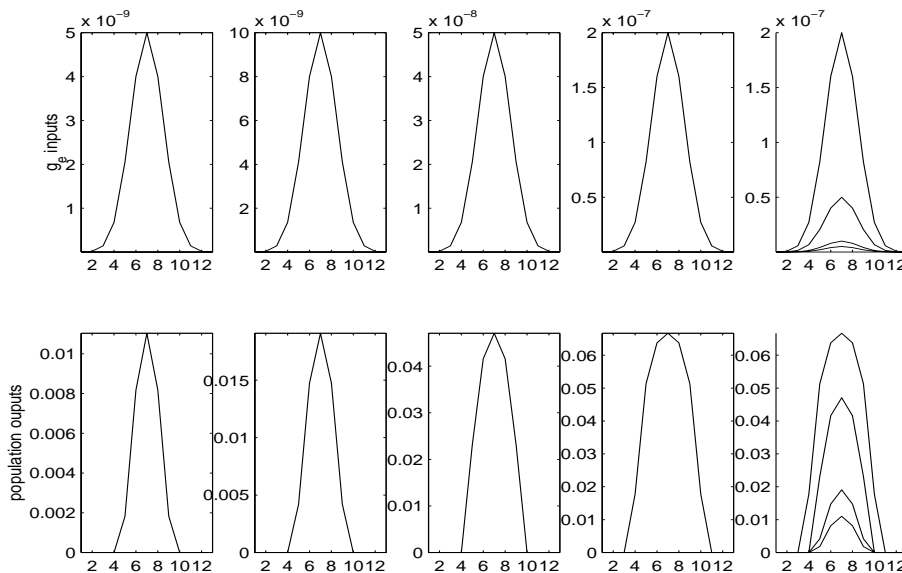 x 10⁻⁹ x 10⁻⁹ x 10⁻⁸ x 10⁻⁷ x 10⁻⁷
5 10 5 2 2
4 8 4 1.5 1.5
3 6 3 1 1
2 4 2 0.5 0.5
1 2 1
gₑ inputs
2 4 6 8 10 12 2 4 6 8 10 12 2 4 6 8 10 12 2 4 6 8 10 12 2 4 6 8 10 12
0.01 0.015 0.04 0.06 0.06
0.008 0.01 0.03 0.05 0.05
0.006 0.005 0.02 0.04 0.04
0.004 0 0.01 0.03 0.03
0.002 0 0.02 0.02
0 0.01 0.01
0 0
population ouputs
2 4 6 8 10 12 2 4 6 8 10 12 2 4 6 8 10 12 2 4 6 8 10 12 2 4 6 8 10 12